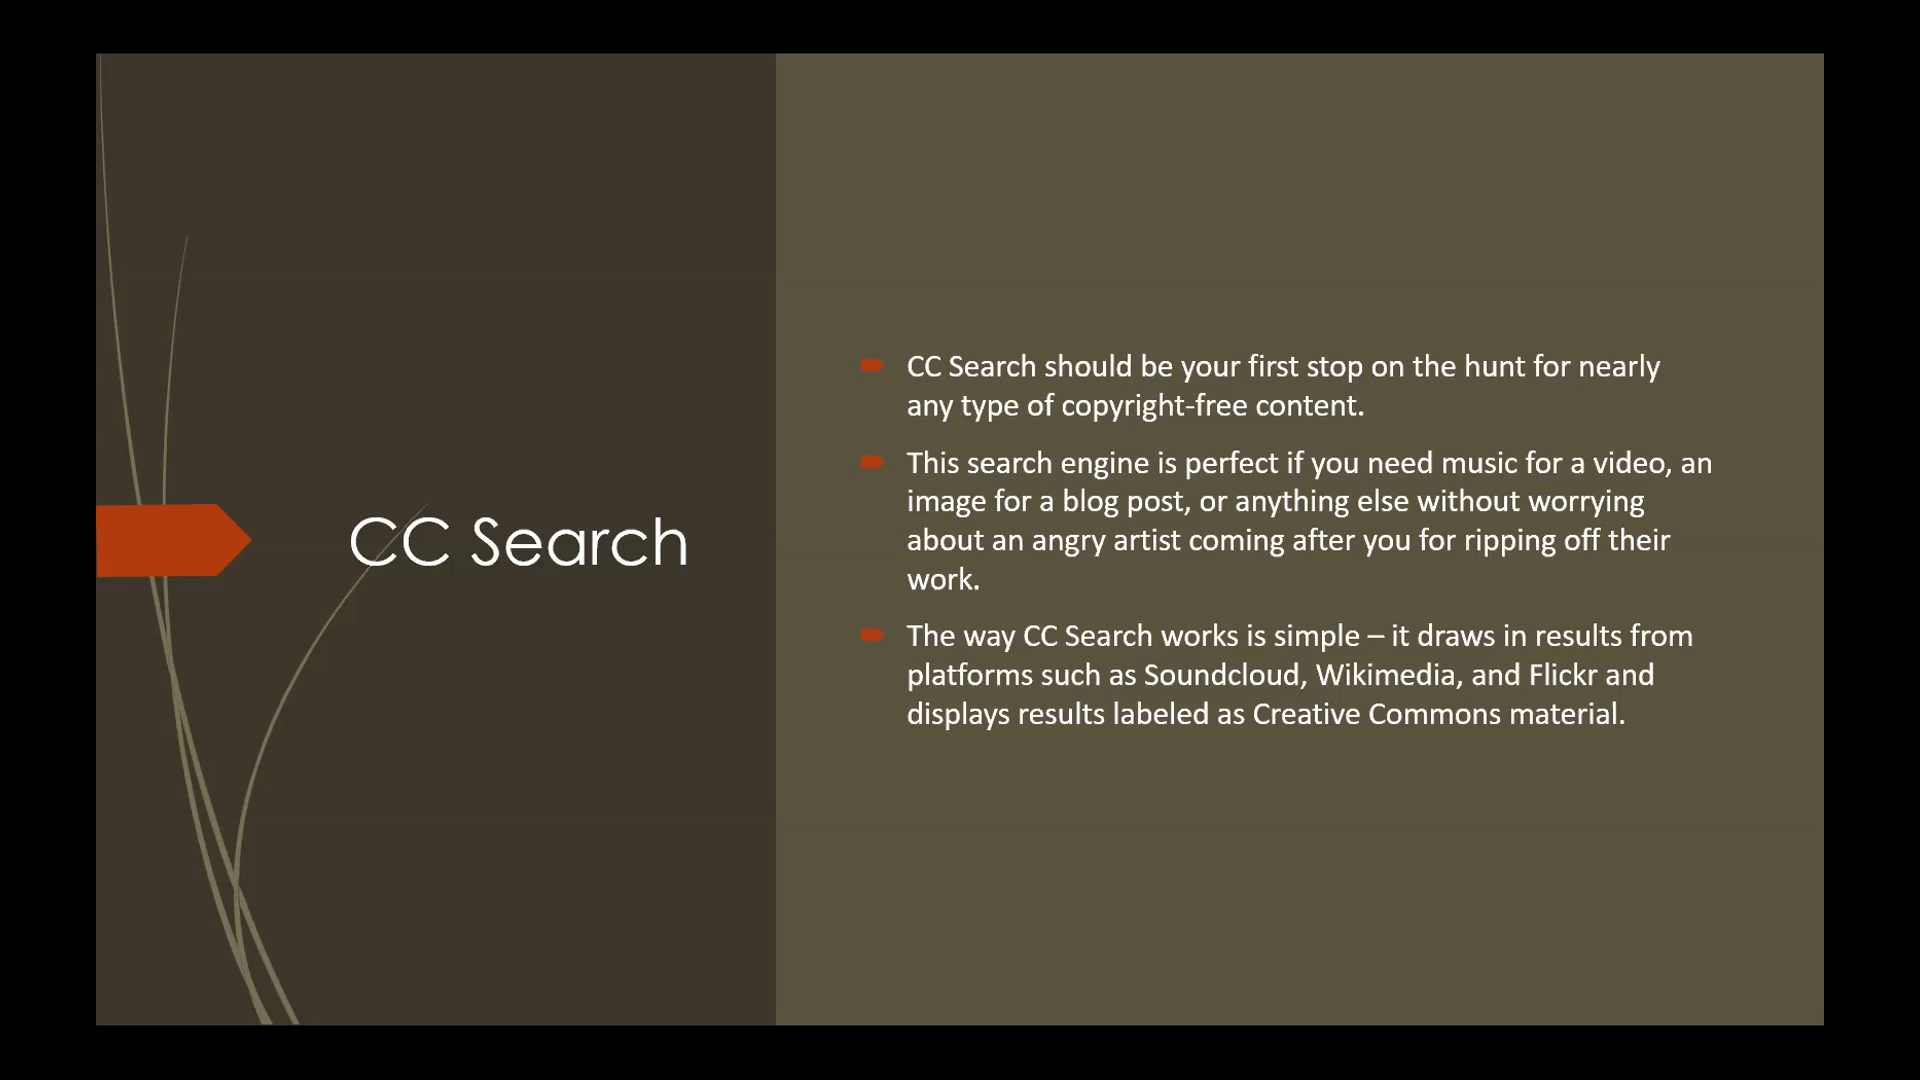 CC Search
CC Search should be your first stop on the hunt for nearly
any type of copyright-free content.
This search engine is perfect if you need music for a video, an
image for a blog post, or anything else without worrying
about an angry artist coming after you for ripping off their
work.
The way CC Search works is simple – it draws in results from
platforms such as Soundcloud, Wikimedia, and Flickr and
displays results labeled as Creative Commons material.